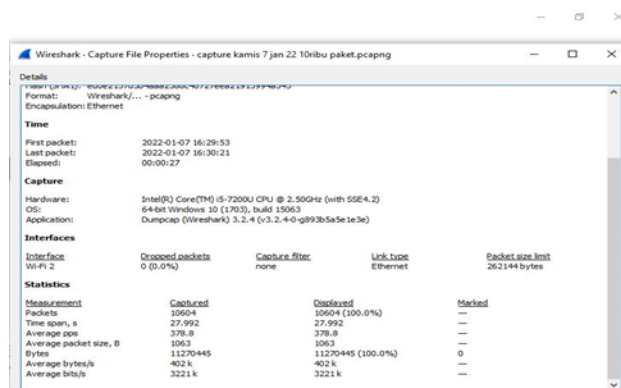 Wireshark - Capture File Properties - capture kamis 7 jan 22 10ribu paket.pcapng
Details
Format: Wireshark/... - pcapng
Encapsulation: Ethernet
Time
First packet: 2022-01-07 16:29:53
Last packet: 2022-01-07 16:30:21
Elapsed: 00:00:27
Capture
Hardware: Intel(R) Core(TM) i5-7200U CPU @ 2.50GHz (with SSE4.2)
OS: 64-bit Windows 10 (1703), build 15063
Application: Dumpcap (Wireshark) 3.2.4 (v3.2.4-0-g893b5a5e1e3e)
Interfaces
Interface Dropped packets Capture filter Link type Packet size limit
Wi-Fi 2 0 (0.0%) none Ethernet 262144 bytes
Statistics
Measurement Captured Displayed Marked
Packets 10604 10604 (100.0%) —
Time span, s 27.992 27.992 —
Average pps 378.8 378.8 —
Average packet size, B 1063 1063 —
Bytes 11270445 11270445 (100.0%) 0
Average bytes/s 402 k 402 k —
Average bits/s 3221 k 3221 k —